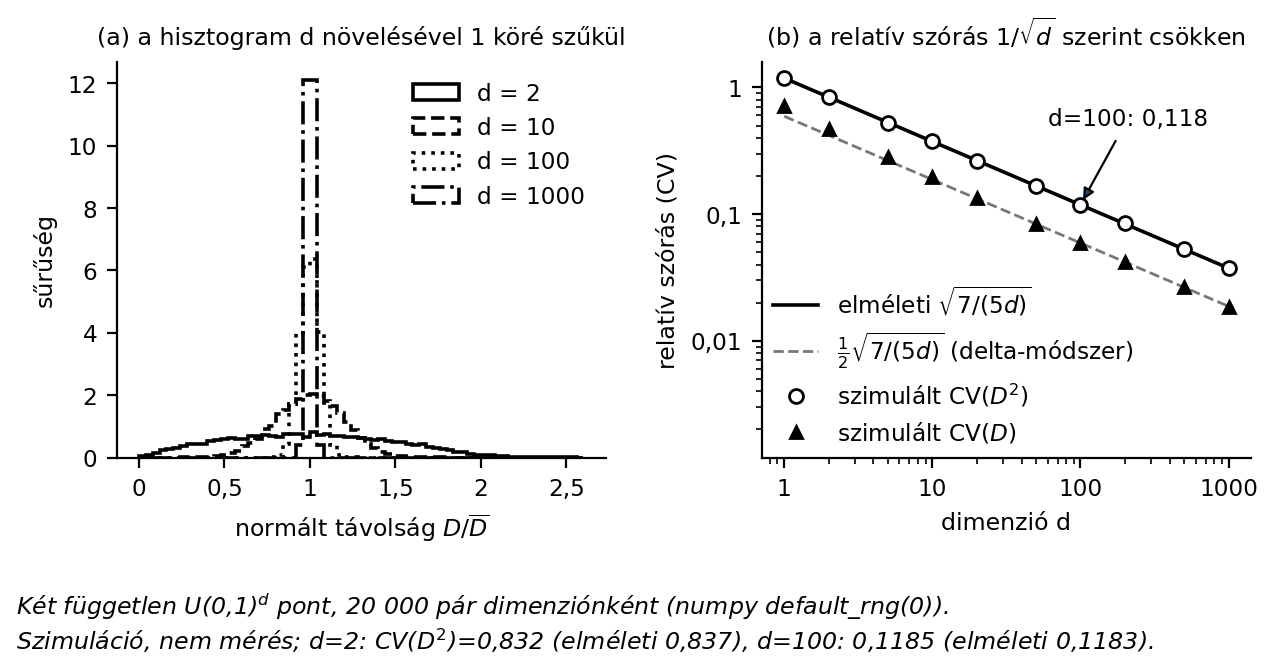 (a) a hisztogram d növelésével 1 köré szűkül
sűrűség
12
10
8
6
4
2
0
d = 2
d = 10
d = 100
d = 1000
0 0,5 1 1,5 2 2,5
normált távolság D/D̅
(b) a relatív szórás 1/√d szerint csökken
relatív szórás (CV)
1
0,1
0,01
d=100: 0,118
elméleti √7/(5d)
½√7/(5d) (delta-módszer)
szimulált CV(D²)
szimulált CV(D)
1 10 100 1000
dimenzió d
Két független U(0,1)ᵈ pont, 20 000 pár dimenziónként (numpy default_rng(0)).
Szimuláció, nem mérés; d=2: CV(D²)=0,832 (elméleti 0,837), d=100: 0,1185 (elméleti 0,1183).